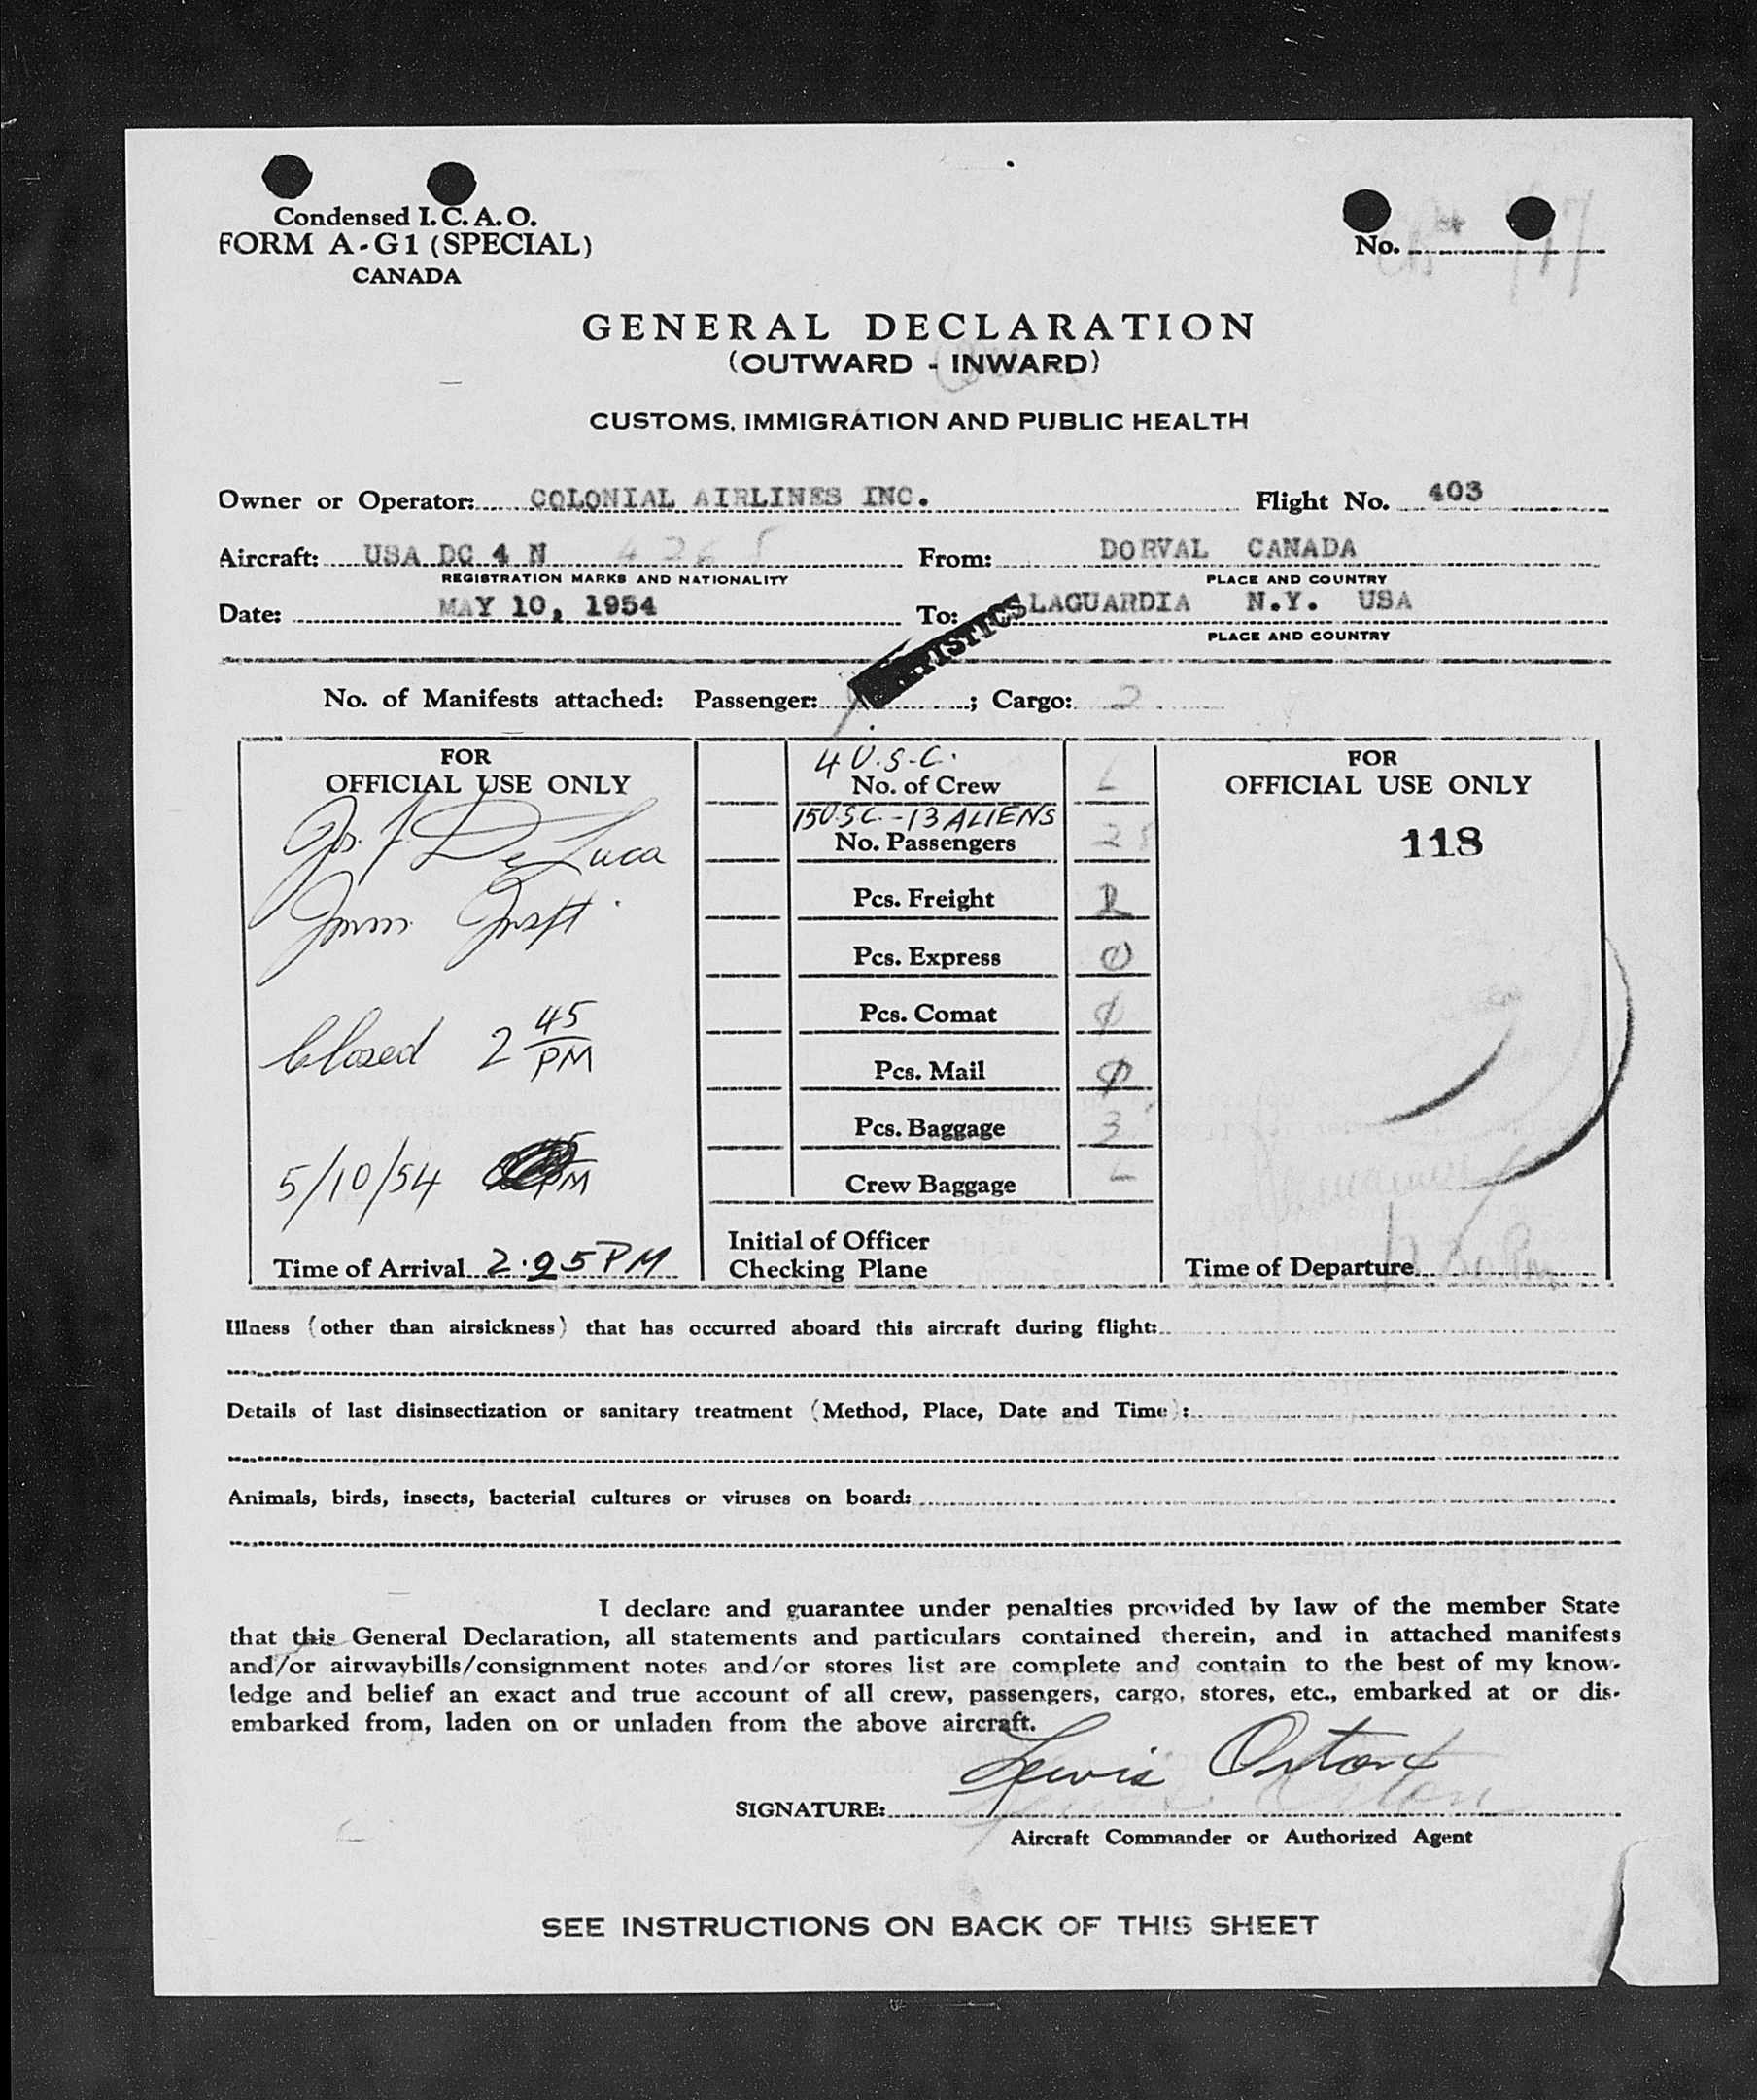 Condensed I. C. A. O.
FORM A-G1 (SPECIAL)
CANADA
No.
GENERAL DECLARATION
(OUTWARD - INWARD)
CUSTOMS, IMMIGRATION AND PUBLIC HEALTH
Owner or Operator: COLONIAL AIRLINES INC. Flight No. 403
Aircraft: USA DC 4 N From: DORVAL CANADA
REGISTRATION MARKS AND NATIONALITY PLACE AND COUNTRY
Date: MAY 10, 1954 To: LAGUARDIA N.Y. USA
PLACE AND COUNTRY
No. of Manifests attached: Passenger: ; Cargo: 2
FOR
OFFICIAL USE ONLY
De Luca
Imm Inspt.
Closed 2 45 PM
5/10/54
Time of Arrival 2:05 PM
4 U.S.C.
No. of Crew
15 U.S.C. - 13 ALIENS
No. Passengers
Pcs. Freight
Pcs. Express 0
Pcs. Comat 0
Pcs. Mail 0
Pcs. Baggage
Crew Baggage
Initial of Officer
Checking Plane
FOR
OFFICIAL USE ONLY
118
Time of Departure
Illness (other than airsickness) that has occurred aboard this aircraft during flight:
Details of last disinsectization or sanitary treatment (Method, Place, Date and Time):
Animals, birds, insects, bacterial cultures or viruses on board:
I declare and guarantee under penalties provided by law of the member State
that this General Declaration, all statements and particulars contained therein, and in attached manifests
and/or airwaybills/consignment notes and/or stores list are complete and contain to the best of my know-
ledge and belief an exact and true account of all crew, passengers, cargo, stores, etc., embarked at or dis-
embarked from, laden on or unladen from the above aircraft.
Lewis Orton
SIGNATURE:
Aircraft Commander or Authorized Agent
SEE INSTRUCTIONS ON BACK OF THIS SHEET